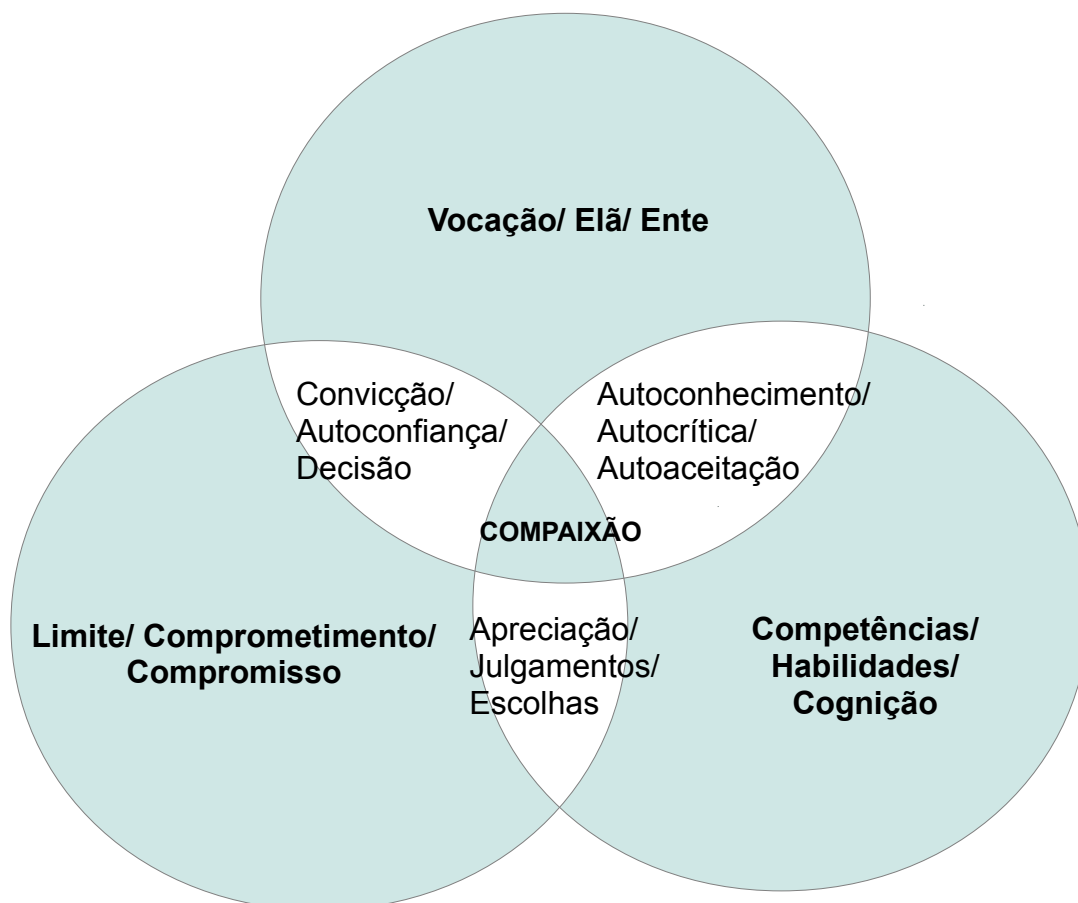 Vocação/ Elã/ Ente
Convicção/
Autoconfiança/
Decisão
Autoconhecimento/
Autocrítica/
Autoaceitação
COMPAIXÃO
Limite/ Comprometimento/
Compromisso
Apreciação/
Julgamentos/
Escolhas
Competências/
Habilidades/
Cognição